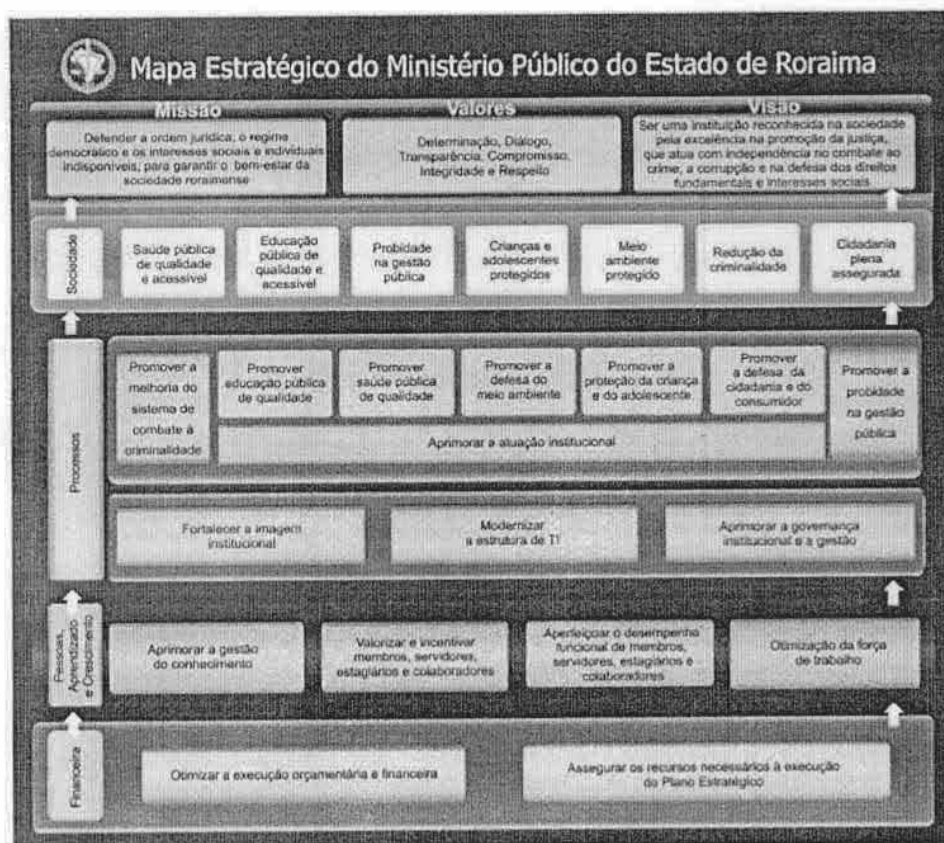 Mapa Estratégico do Ministério Público do Estado de Roraima
Missão
Defender a ordem jurídica, o regime
democrático e os interesses sociais e individuais
indisponíveis, para garantir o bem-estar da
sociedade roraimense
Valores
Determinação, Diálogo,
Transparência, Compromisso,
Integridade e Respeito
Visão
Ser uma instituição reconhecida na sociedade
pela excelência na promoção da justiça,
que atua com independência no combate ao
crime, a corrupção e na defesa dos direitos
fundamentais e interesses sociais
Sociedade
Saúde pública
de qualidade
e acessível
Educação
pública de
qualidade e
acessível
Probidade
na gestão
pública
Crianças e
adolescentes
protegidos
Meio
ambiente
protegido
Redução da
criminalidade
Cidadania
plena
assegurada
Processos
Promover a
melhoria do
sistema de
combate à
criminalidade
Promover
educação pública
de qualidade
Promover
saúde pública
de qualidade
Promover a
defesa do
meio ambiente
Promover a
proteção da criança
e do adolescente
Promover
a defesa da
cidadania e do
consumidor
Promover a
probidade
na gestão
pública
Aprimorar a atuação institucional
Fortalecer a imagem
institucional
Modernizar
a estrutura de TI
Aprimorar a governança
institucional e a gestão
Pessoas,
Aprendizado
e Crescimento
Aprimorar a gestão
do conhecimento
Valorizar e incentivar
membros, servidores,
estagiários e colaboradores
Aperfeiçoar o desempenho
funcional de membros,
servidores, estagiários e
colaboradores
Otimização da força
de trabalho
Financeira
Otimizar a execução orçamentária e financeira
Assegurar os recursos necessários à execução
do Plano Estratégico